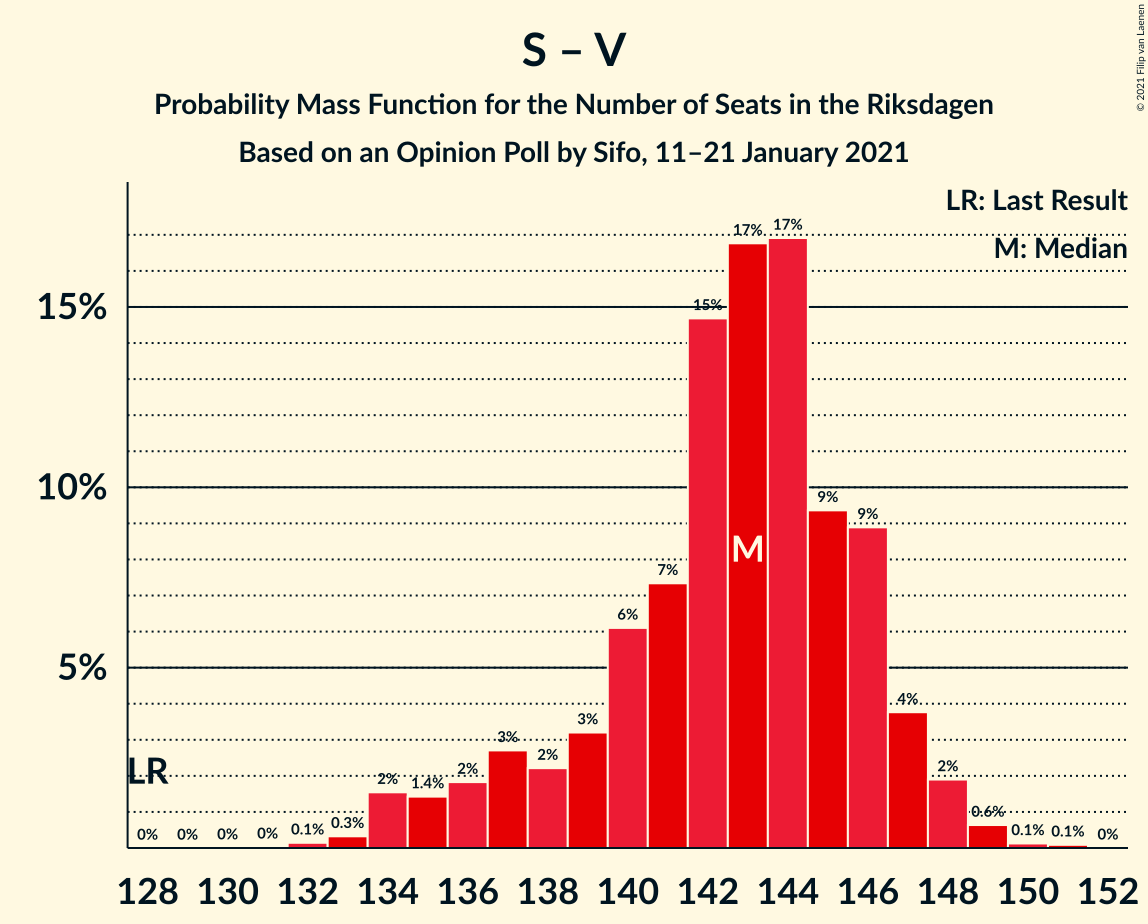 S – V
Probability Mass Function for the Number of Seats in the Riksdagen
Based on an Opinion Poll by Sifo, 11–21 January 2021
© 2021 Filip van Laenen
LR: Last Result
M: Median
15%
10%
5%
LR
M
0% 0% 0% 0% 0.1% 0.3% 2% 1.4% 2% 3% 2% 3% 6% 7% 15% 17% 17% 9% 9% 4% 2% 0.6% 0.1% 0.1% 0%
128 130 132 134 136 138 140 142 144 146 148 150 152